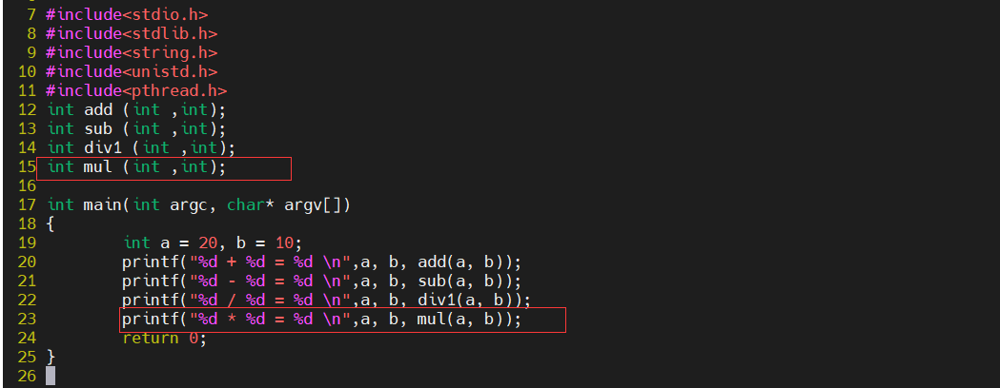 7 #include<stdio.h>
8 #include<stdlib.h>
9 #include<string.h>
10 #include<unistd.h>
11 #include<pthread.h>
12 int add (int ,int);
13 int sub (int ,int);
14 int div1 (int ,int);
15 int mul (int ,int);
16
17 int main(int argc, char* argv[])
18 {
19         int a = 20, b = 10;
20         printf("%d + %d = %d \n",a, b, add(a, b));
21         printf("%d - %d = %d \n",a, b, sub(a, b));
22         printf("%d / %d = %d \n",a, b, div1(a, b));
23         printf("%d * %d = %d \n",a, b, mul(a, b));
24         return 0;
25 }
26